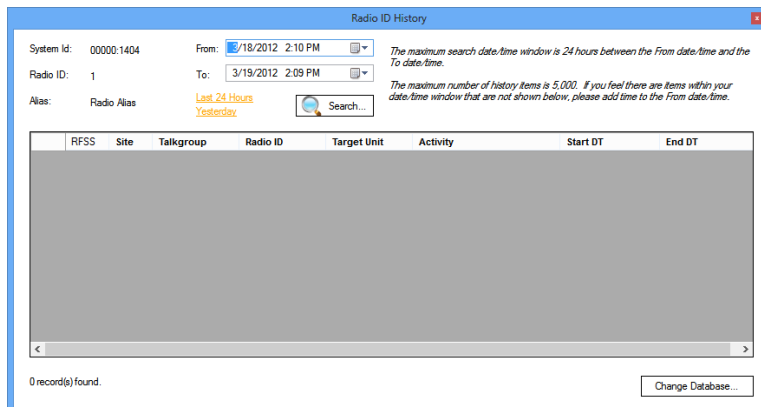 Radio ID History
x
System Id: 00000:1404
From: 3/18/2012 2:10 PM
The maximum search date/time window is 24 hours between the From date/time and the
To date/time.
Radio ID: 1
To: 3/19/2012 2:09 PM
The maximum number of history items is 5,000. If you feel there are items within your
date/time window that are not shown below, please add time to the From date/time.
Alias: Radio Alias
Last 24 Hours
Yesterday
Search...
RFSS Site Talkgroup Radio ID Target Unit Activity Start DT End DT
0 record(s) found.
Change Database...